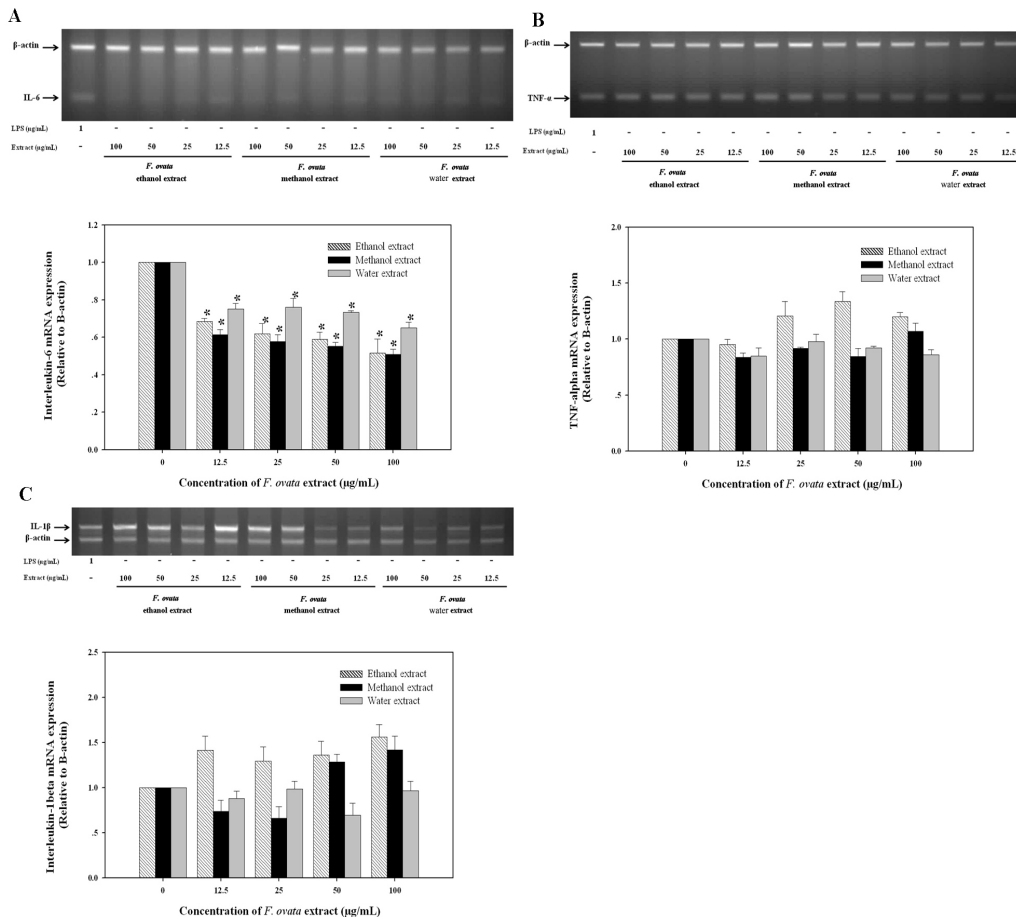 A
β-actin
IL-6
LPS (ug/mL) 1 - - - - - - - - - - - -
Extract (ug/mL) - 100 50 25 12.5 100 50 25 12.5 100 50 25 12.5
F. ovata F. ovata F. ovata
ethanol extract methanol extract water extract
Interleukin-6 mRNA expression
(Relative to B-actin)
1.2
1.0
.8
.6
.4
.2
0.0
Ethanol extract
Methanol extract
Water extract
* * * * * * * * * * * *
0 12.5 25 50 100
Concentration of F. ovata extract (µg/mL)
B
β-actin
TNF-α
LPS (ug/mL) 1 - - - - - - - - - - - -
Extract (ug/mL) - 100 50 25 12.5 100 50 25 12.5 100 50 25 12.5
F. ovata F. ovata F. ovata
ethanol extract methanol extract water extract
TNF-alpha mRNA expression
(Relative to B-actin)
2.0
1.5
1.0
.5
0.0
Ethanol extract
Methanol extract
Water extract
0 12.5 25 50 100
Concentration of F. ovata extract (µg/mL)
C
IL-1β
β-actin
LPS (ug/mL) 1 - - - - - - - - - - - -
Extract (ug/mL) - 100 50 25 12.5 100 50 25 12.5 100 50 25 12.5
F. ovata F. ovata F. ovata
ethanol extract methanol extract water extract
Interleukin-1beta mRNA expression
(Relative to B-actin)
2.5
2.0
1.5
1.0
.5
0.0
Ethanol extract
Methanol extract
Water extract
0 12.5 25 50 100
Concentration of F. ovata extract (µg/mL)